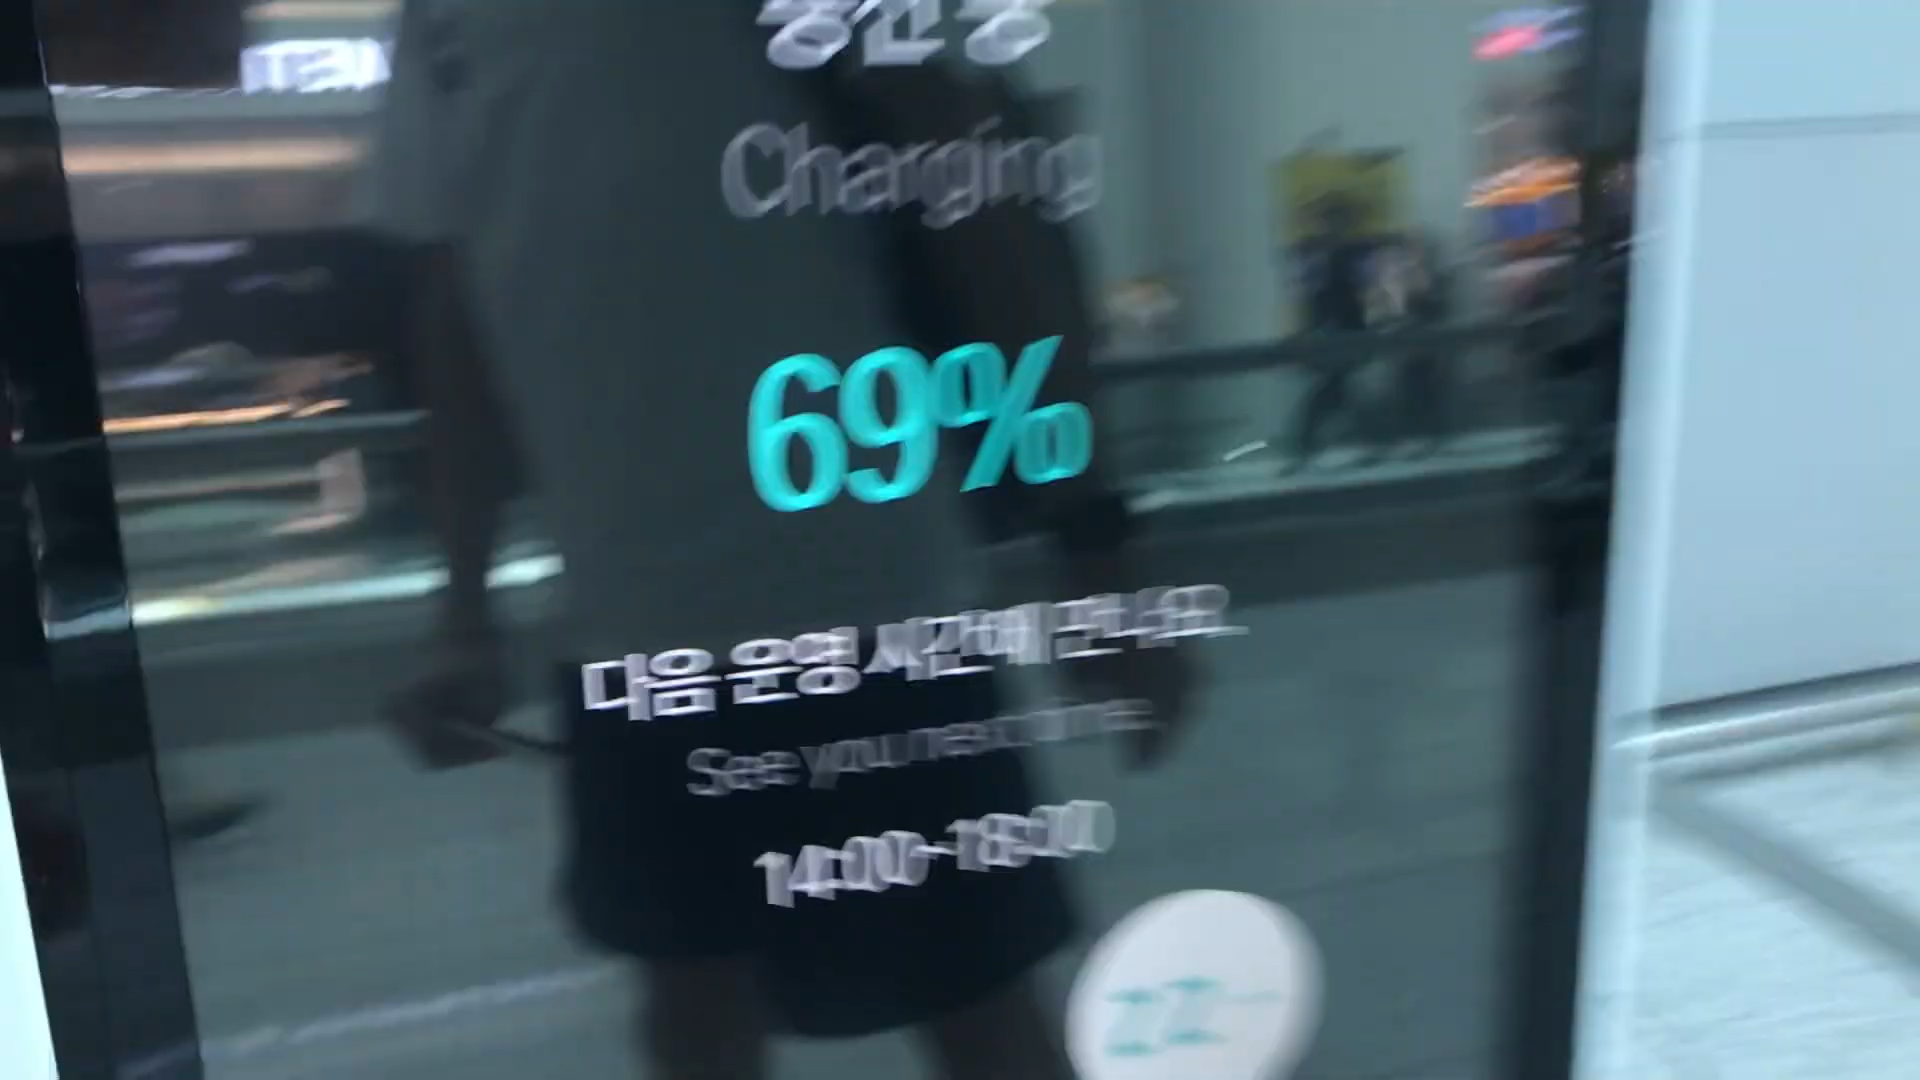 충전 중
Charging
69%
다음 운영 시간에 만나요
See you next time.
14:00~18:00